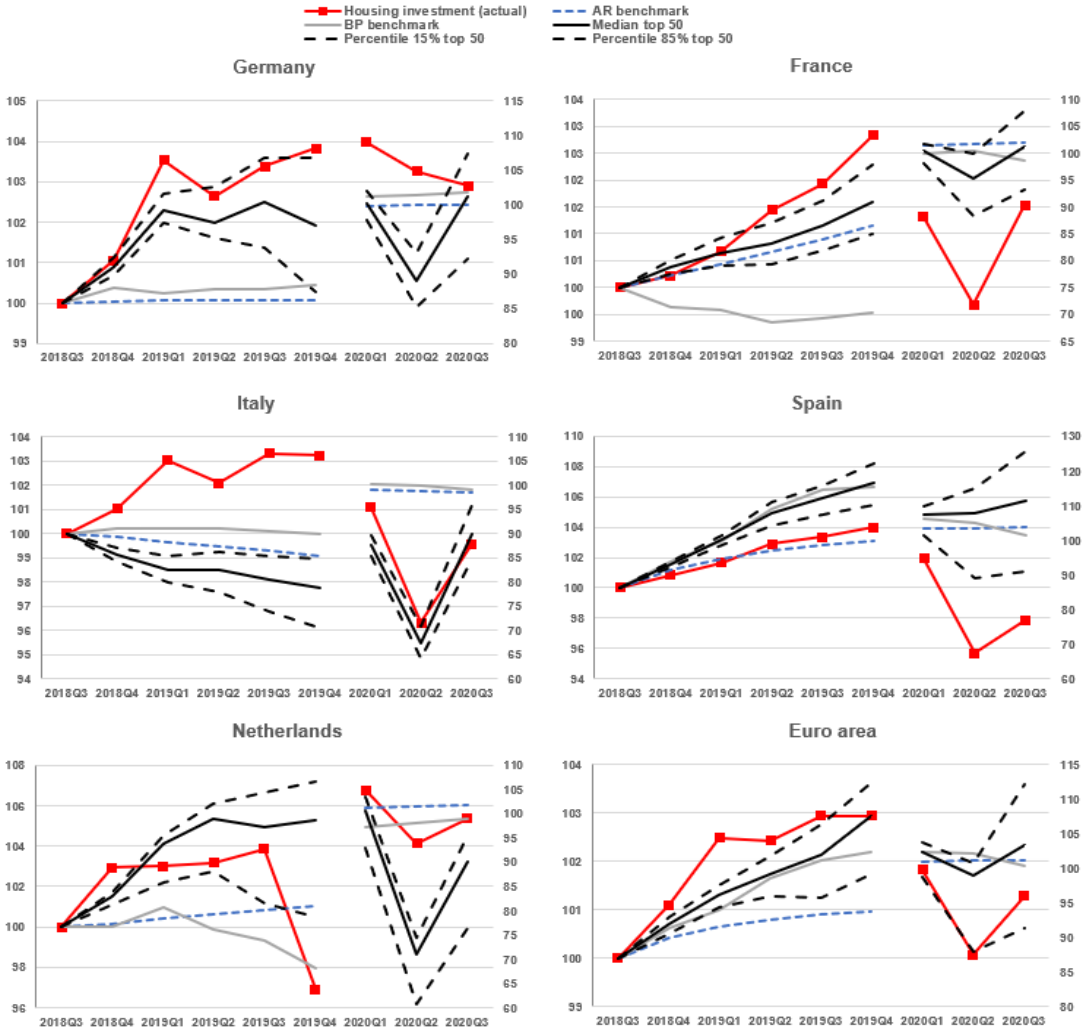 Housing investment (actual) AR benchmark
BP benchmark Median top 50
Percentile 15% top 50 Percentile 85% top 50
Germany France
105 115 104 110
104 110 103 105
103 105 103 100
102 100 102 95
101 95 102 90
100 90 101 85
99 85 101 80
80 100 75
100 70
99 65
2018Q3 2018Q4 2019Q1 2019Q2 2019Q3 2019Q4 2020Q1 2020Q2 2020Q3 2018Q3 2018Q4 2019Q1 2019Q2 2019Q3 2019Q4 2020Q1 2020Q2 2020Q3
Italy Spain
104 110 110 130
103 105 108 120
102 100 106 110
101 95 104 100
100 90 102 90
99 85 100 80
98 80 98 70
97 75 96 60
96 70 94
95 65
94 60
2018Q3 2018Q4 2019Q1 2019Q2 2019Q3 2019Q4 2020Q1 2020Q2 2020Q3 2018Q3 2018Q4 2019Q1 2019Q2 2019Q3 2019Q4 2020Q1 2020Q2 2020Q3
Netherlands Euro area
108 110 104 115
106 105 103 110
104 100 102 105
102 95 101 100
100 90 100 95
98 85 99 90
96 80 85
75 80
70
65
60
2018Q3 2018Q4 2019Q1 2019Q2 2019Q3 2019Q4 2020Q1 2020Q2 2020Q3 2018Q3 2018Q4 2019Q1 2019Q2 2019Q3 2019Q4 2020Q1 2020Q2 2020Q3